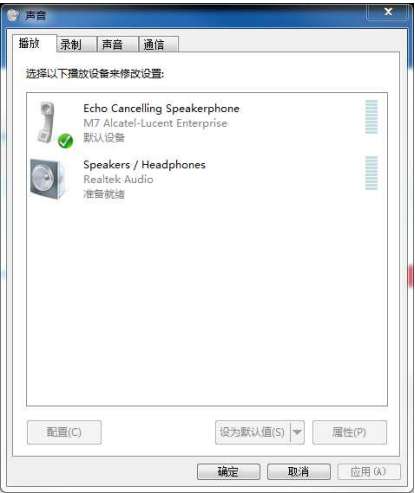 声音
播放 录制 声音 通信
选择以下播放设备来修改设置:
Echo Cancelling Speakerphone
M7 Alcatel-Lucent Enterprise
默认设备
Speakers / Headphones
Realtek Audio
准备就绪
配置(C) 设为默认值(S) 属性(P)
确定 取消 应用(A)